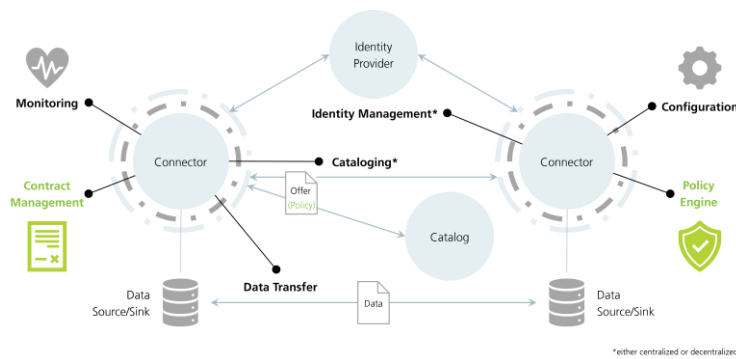 Identity
Provider
Monitoring
Identity Management*
Configuration
Connector
Cataloging*
Connector
Contract
Management
Offer
(Policy)
Policy
Engine
Catalog
Data Transfer
Data
Source/Sink
Data
Data
Source/Sink
*either centralized or decentralized